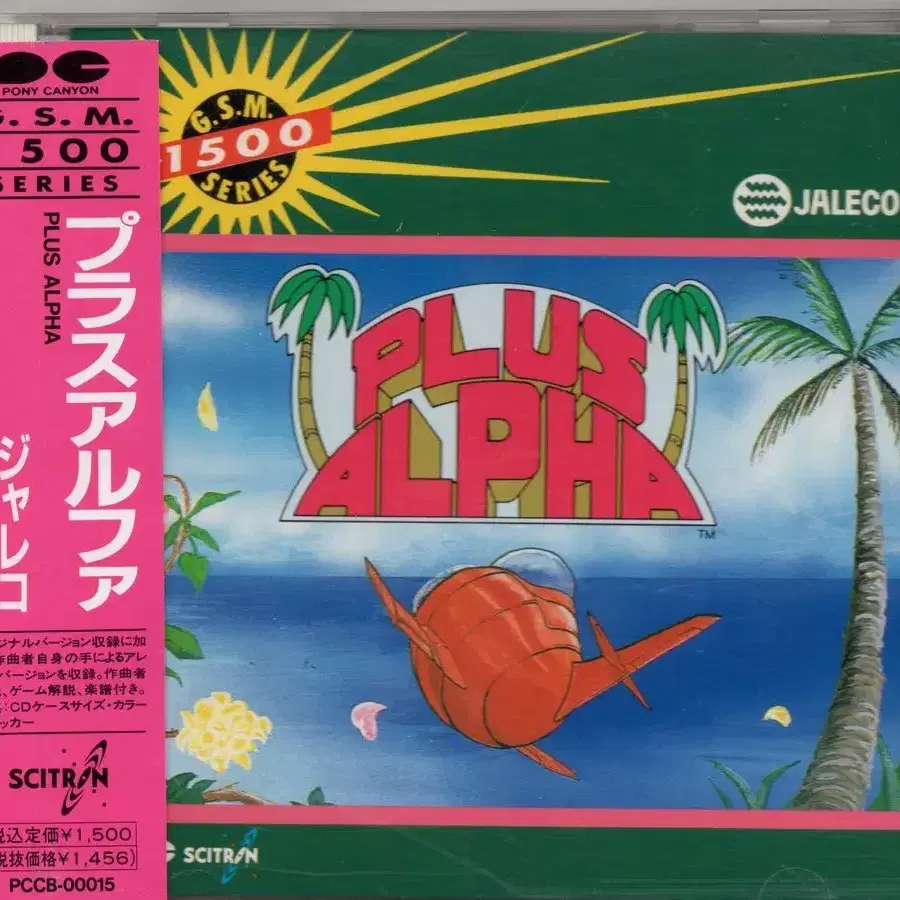 PONY CANYON
G. S. M.
1500
SERIES
プラスアルファ
PLUS ALPHA
ジャレコ
ジナルバージョン収録に加
作曲者自身の手によるアレ
バージョンを収録。作曲者
、ゲーム解説、楽譜付き。
:CDケースサイズ・カラー
ッカー
SCITRON
税込定価¥1,500
税抜価格¥1,456)
PCCB-00015
G.S.M.
1500
SERIES
JALECO
PLUS
ALPHA
TM
SCITRON